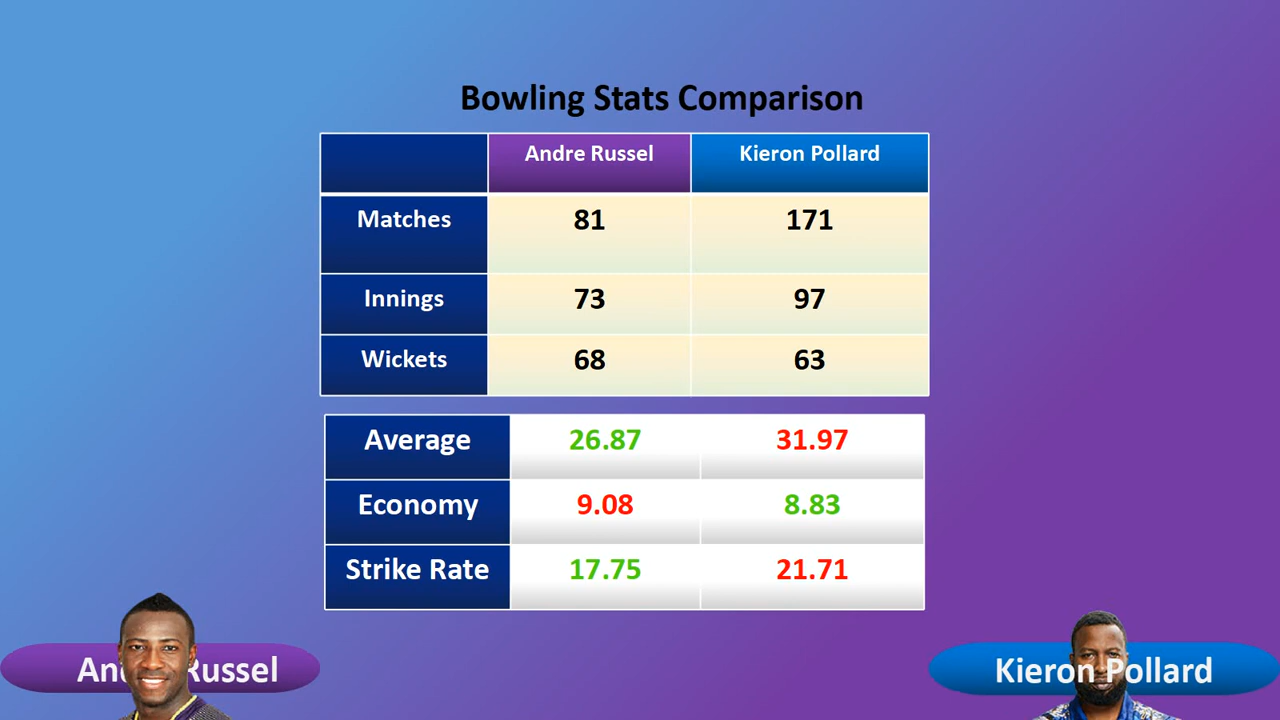 Bowling Stats Comparison
Andre Russel Kieron Pollard
Matches 81 171
Innings 73 97
Wickets 68 63
Average 26.87 31.97
Economy 9.08 8.83
Strike Rate 17.75 21.71
Andre Russel Kieron Pollard